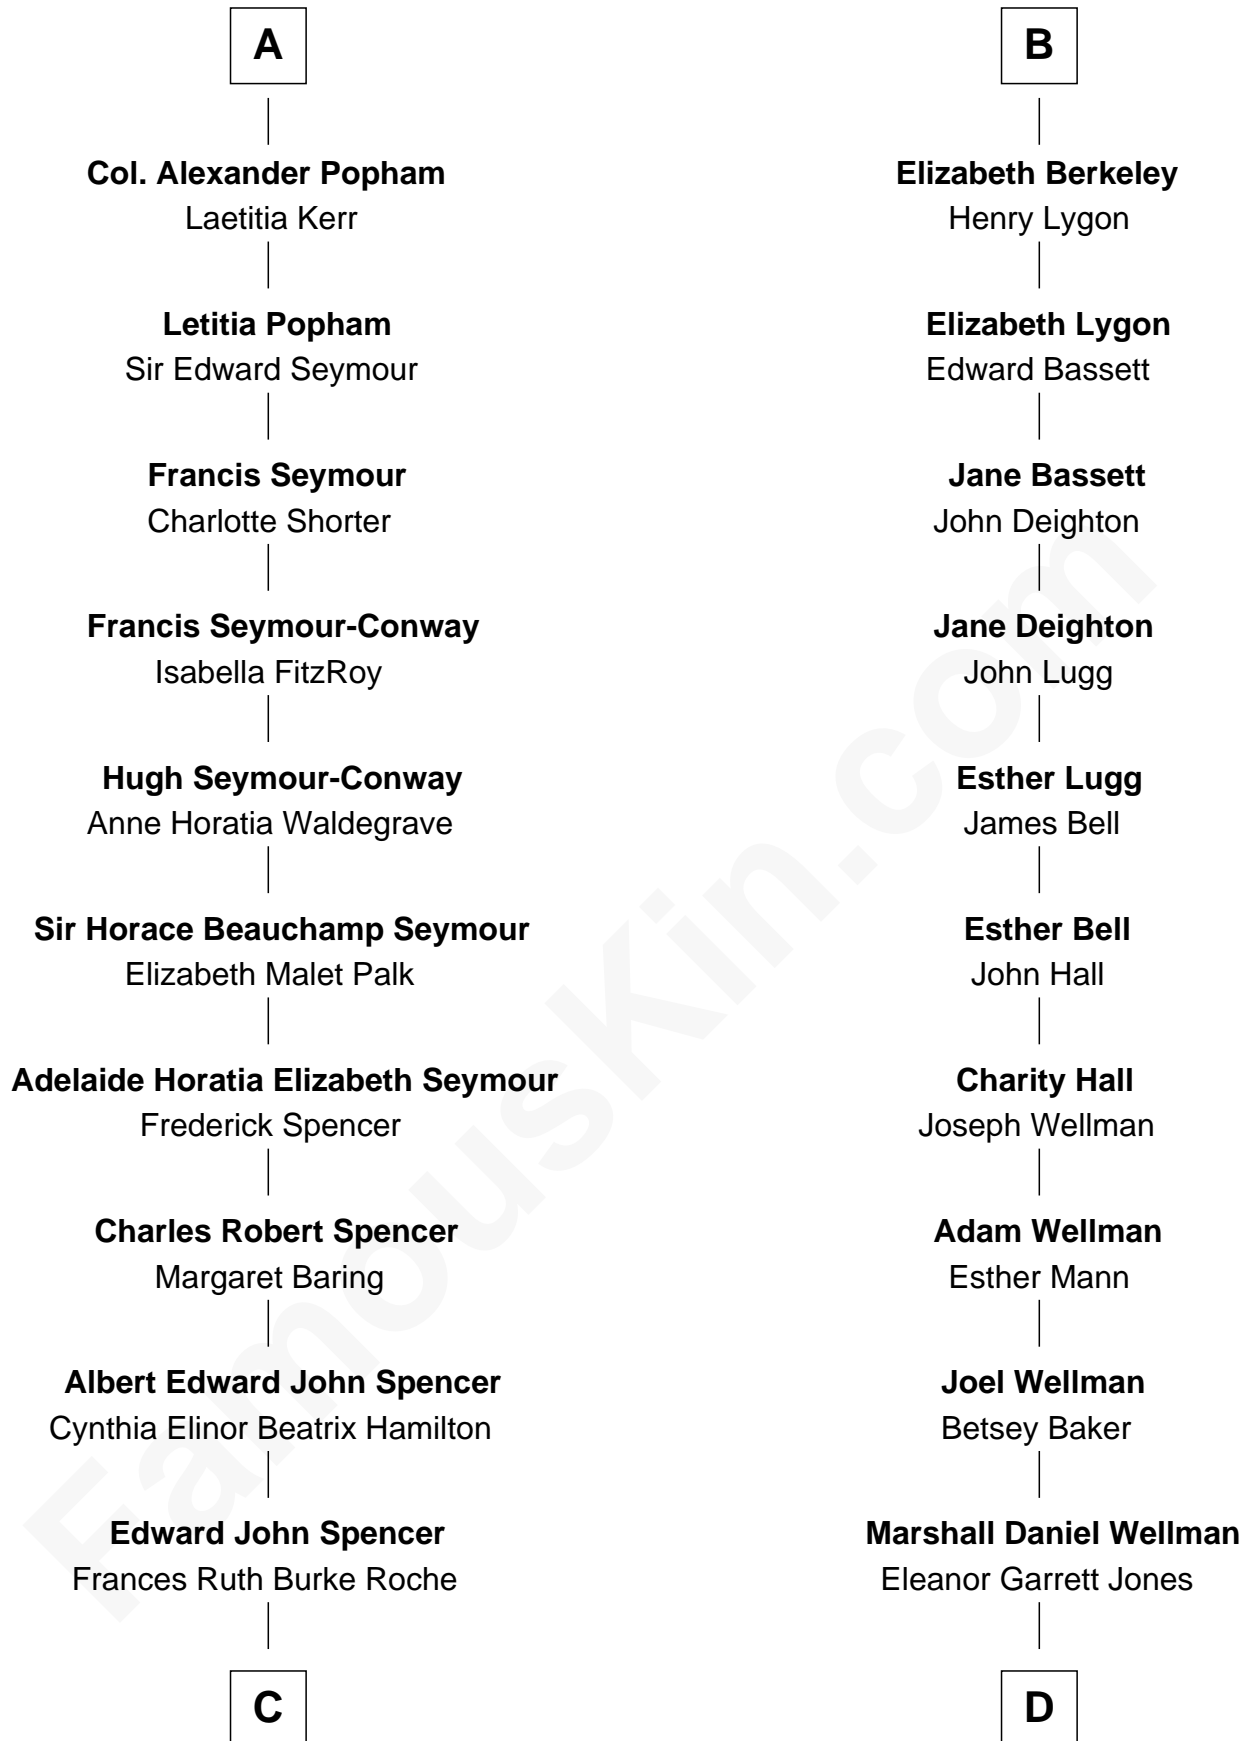 A
Col. Alexander Popham
Laetitia Kerr
Letitia Popham
Sir Edward Seymour
Francis Seymour
Charlotte Shorter
Francis Seymour-Conway
Isabella FitzRoy
Hugh Seymour-Conway
Anne Horatia Waldegrave
Sir Horace Beauchamp Seymour
Elizabeth Malet Palk
Adelaide Horatia Elizabeth Seymour
Frederick Spencer
Charles Robert Spencer
Margaret Baring
Albert Edward John Spencer
Cynthia Elinor Beatrix Hamilton
Edward John Spencer
Frances Ruth Burke Roche
C
B
Elizabeth Berkeley
Henry Lygon
Elizabeth Lygon
Edward Bassett
Jane Bassett
John Deighton
Jane Deighton
John Lugg
Esther Lugg
James Bell
Esther Bell
John Hall
Charity Hall
Joseph Wellman
Adam Wellman
Esther Mann
Joel Wellman
Betsey Baker
Marshall Daniel Wellman
Eleanor Garrett Jones
D
FamousKin.com